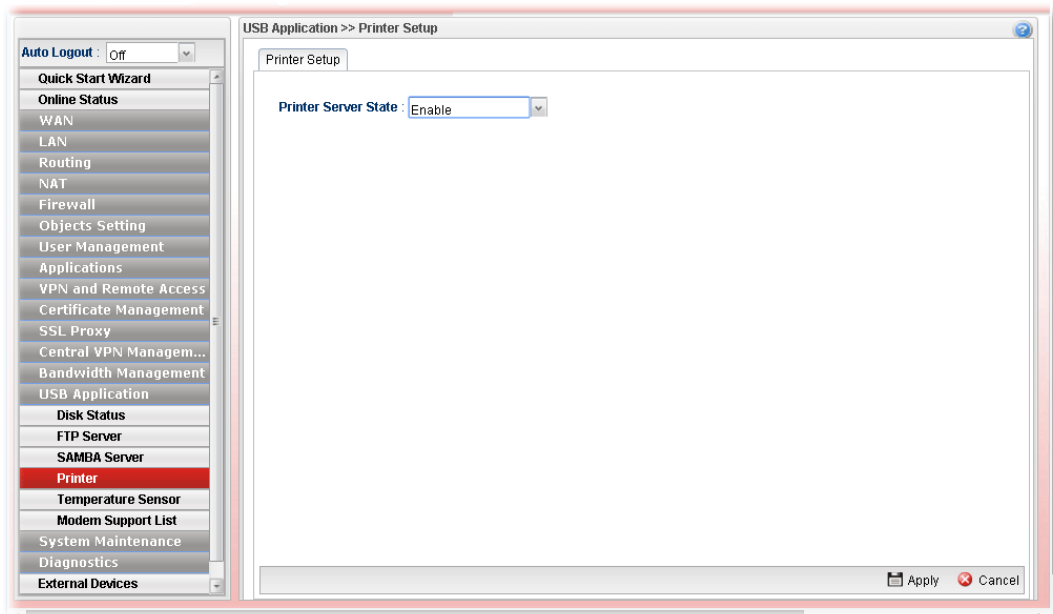 USB Application >> Printer Setup
Auto Logout : Off
Quick Start Wizard
Online Status
WAN
LAN
Routing
NAT
Firewall
Objects Setting
User Management
Applications
VPN and Remote Access
Certificate Management
SSL Proxy
Central VPN Managem...
Bandwidth Management
USB Application
Disk Status
FTP Server
SAMBA Server
Printer
Temperature Sensor
Modem Support List
System Maintenance
Diagnostics
External Devices
Printer Setup
Printer Server State : Enable
Apply
Cancel